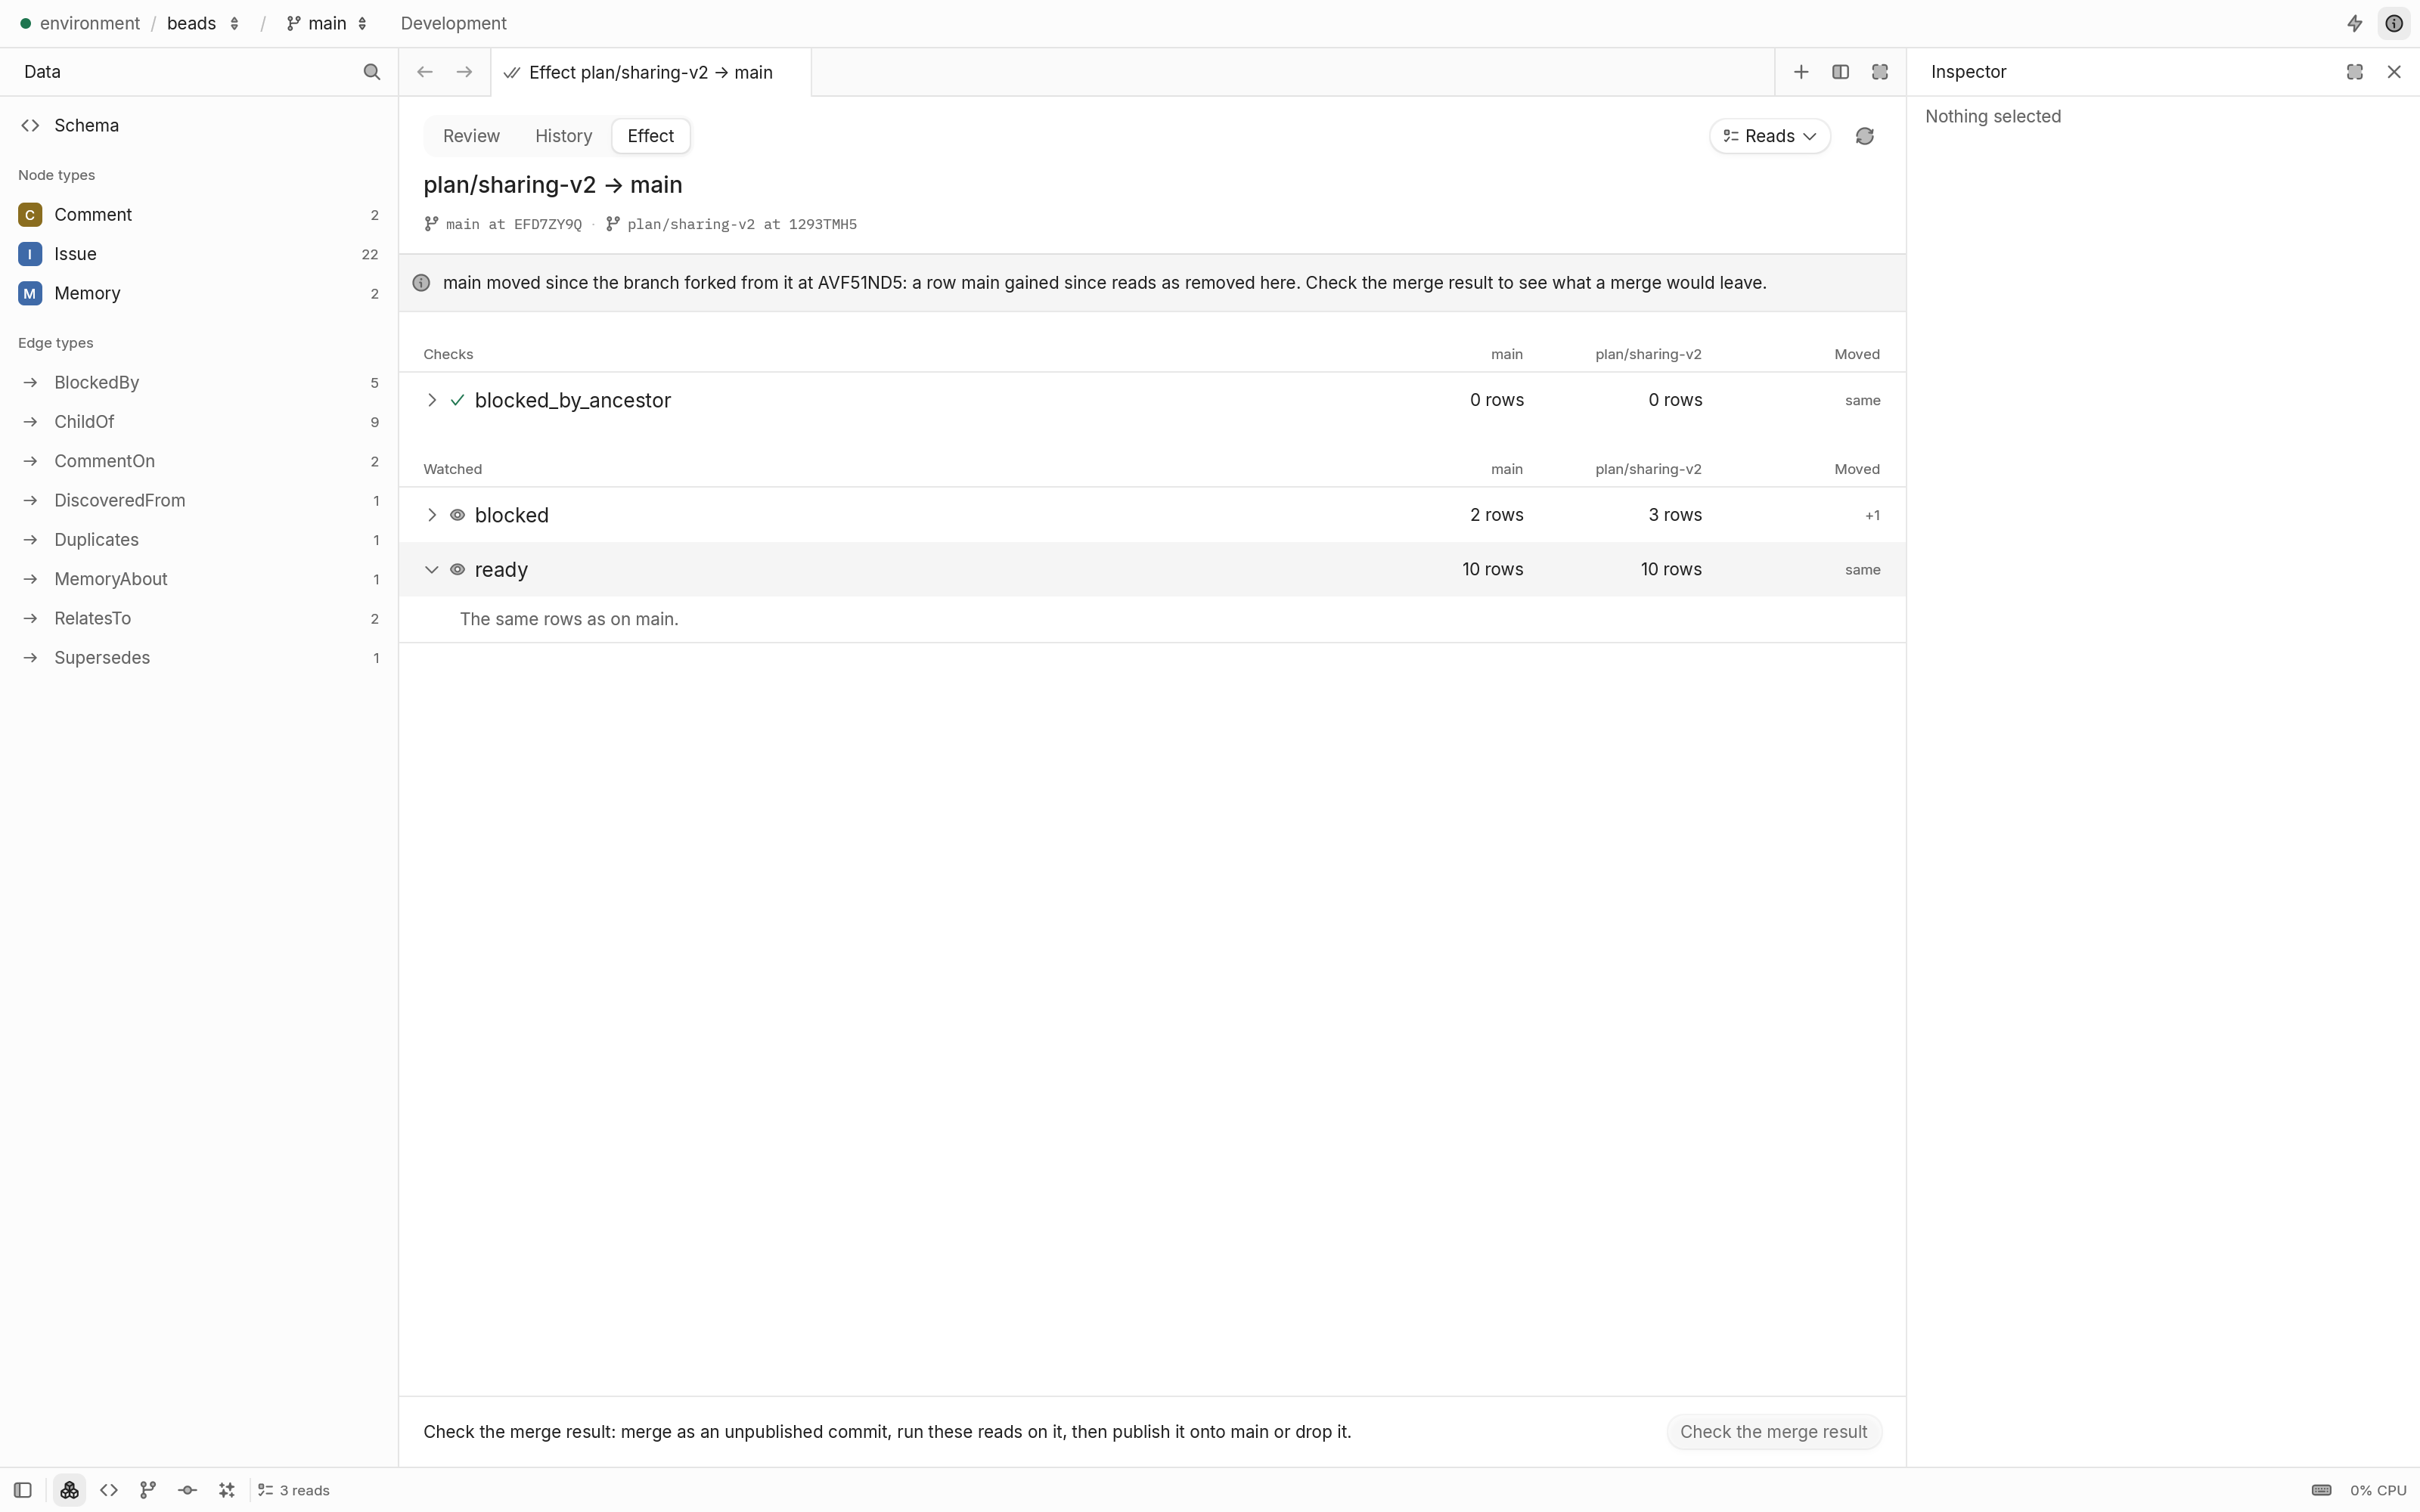 environment / beads / main Development
Data
Effect plan/sharing-v2 → main
Inspector
Nothing selected
Schema
Node types
C Comment 2
I Issue 22
M Memory 2
Edge types
→ BlockedBy 5
→ ChildOf 9
→ CommentOn 2
→ DiscoveredFrom 1
→ Duplicates 1
→ MemoryAbout 1
→ RelatesTo 2
→ Supersedes 1
Review History Effect
Reads
plan/sharing-v2 → main
main at EFD7ZY9Q · plan/sharing-v2 at 1293TMH5
main moved since the branch forked from it at AVF51ND5: a row main gained since reads as removed here. Check the merge result to see what a merge would leave.
Checks main plan/sharing-v2 Moved
blocked_by_ancestor 0 rows 0 rows same
Watched main plan/sharing-v2 Moved
blocked 2 rows 3 rows +1
ready 10 rows 10 rows same
The same rows as on main.
Check the merge result: merge as an unpublished commit, run these reads on it, then publish it onto main or drop it.
Check the merge result
3 reads
0% CPU